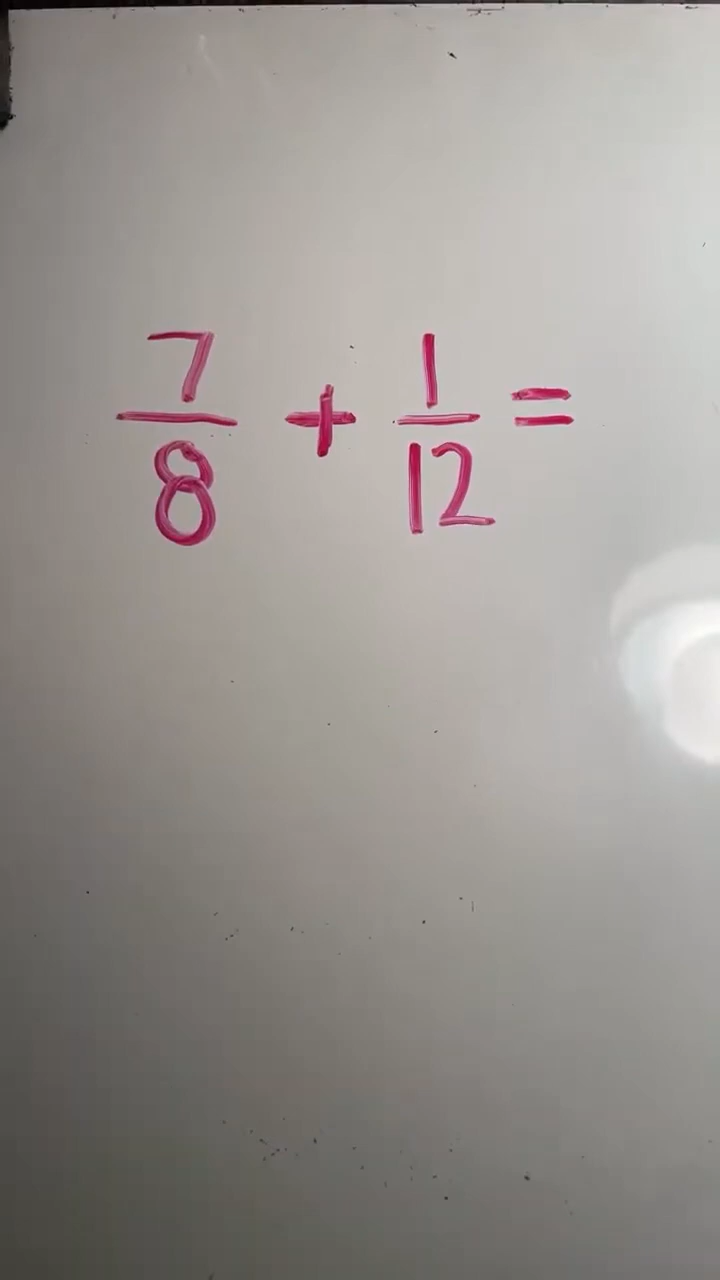 7/8 + 1/12 =